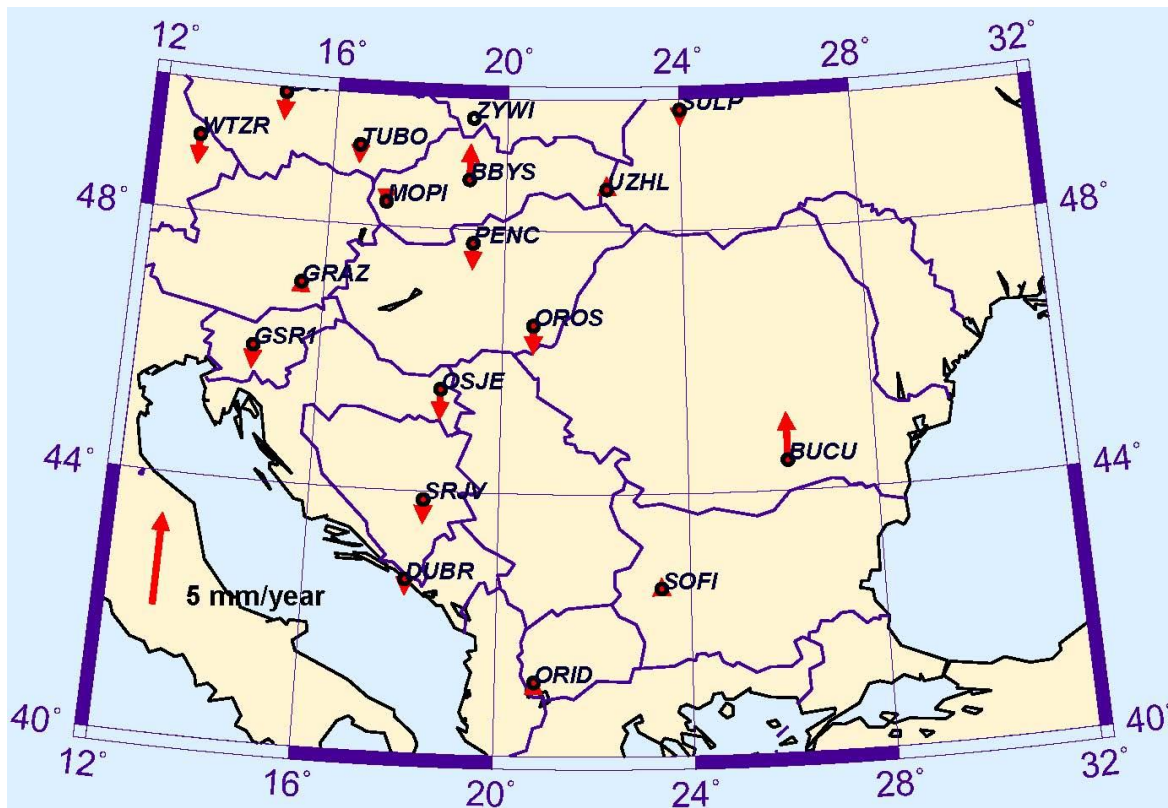 12° 16° 20° 24° 28° 32°
ZYWI SULP
WTZR TUBO
BBYS UZHL
MOPI
48° 48°
PENC
GRAZ
OROS
GSR1
OSJE
BUCU
44° 44°
SRJV
DUBR SOFI
5 mm/year
ORID
40° 40°
12° 16° 20° 24° 28° 32°